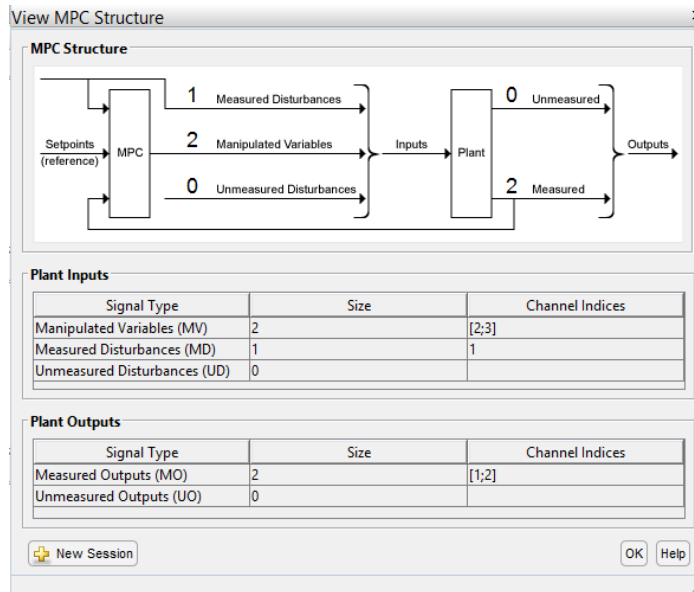 View MPC Structure
MPC Structure
1 Measured Disturbances
0 Unmeasured
Setpoints
(reference)
MPC
2 Manipulated Variables
Inputs
Plant
Outputs
0 Unmeasured Disturbances
2 Measured
Plant Inputs
Signal Type Size Channel Indices
Manipulated Variables (MV) 2 [2;3]
Measured Disturbances (MD) 1 1
Unmeasured Disturbances (UD) 0
Plant Outputs
Signal Type Size Channel Indices
Measured Outputs (MO) 2 [1;2]
Unmeasured Outputs (UO) 0
New Session OK Help